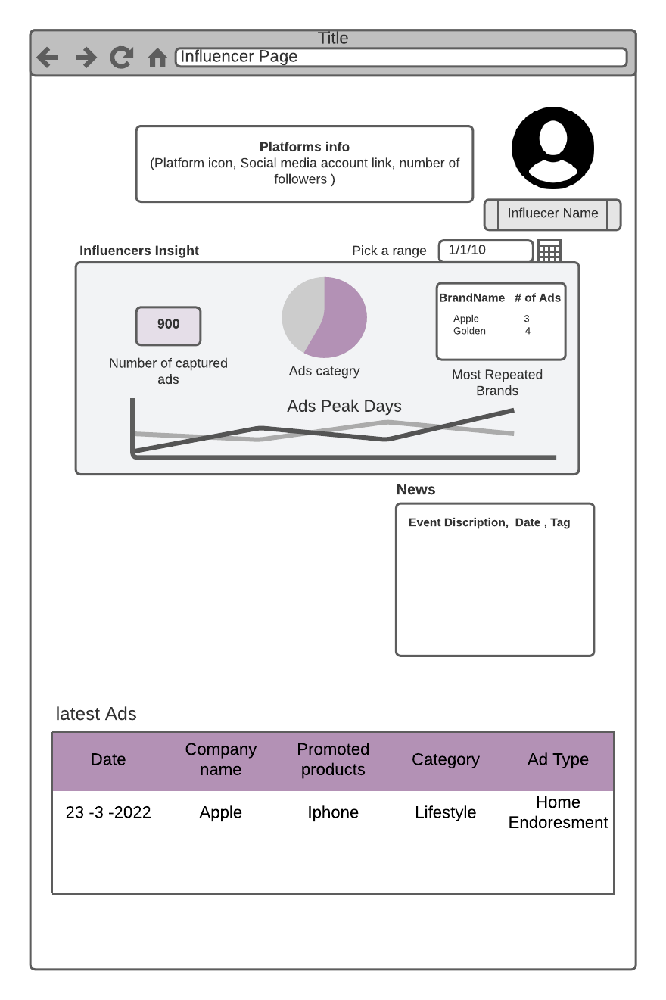 Title
Influencer Page
Platforms info
(Platform icon, Social media account link, number of
followers )
Influecer Name
Influencers Insight
Pick a range
1/1/10
900
Number of captured
ads
Ads categry
BrandName # of Ads
Apple 3
Golden 4
Most Repeated
Brands
Ads Peak Days
News
Event Discription, Date , Tag
latest Ads
Date
Company
name
Promoted
products
Category
Ad Type
23 -3 -2022
Apple
Iphone
Lifestyle
Home
Endoresment